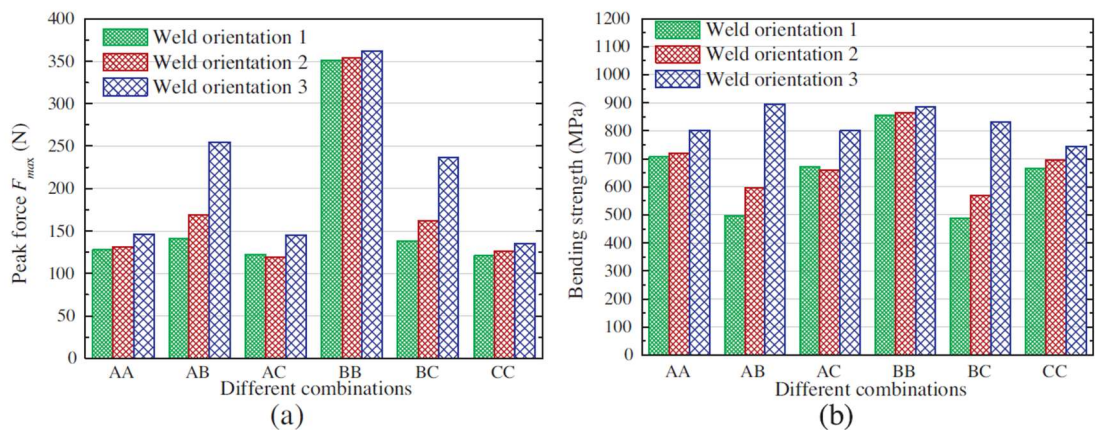 400
350
300
250
200
150
100
50
0
Peak force F_max (N)
Weld orientation 1
Weld orientation 2
Weld orientation 3
AA AB AC BB BC CC
Different combinations
(a)
1200
1100
1000
900
800
700
600
500
400
300
200
100
0
Bending strength (MPa)
Weld orientation 1
Weld orientation 2
Weld orientation 3
AA AB AC BB BC CC
Different combinations
(b)